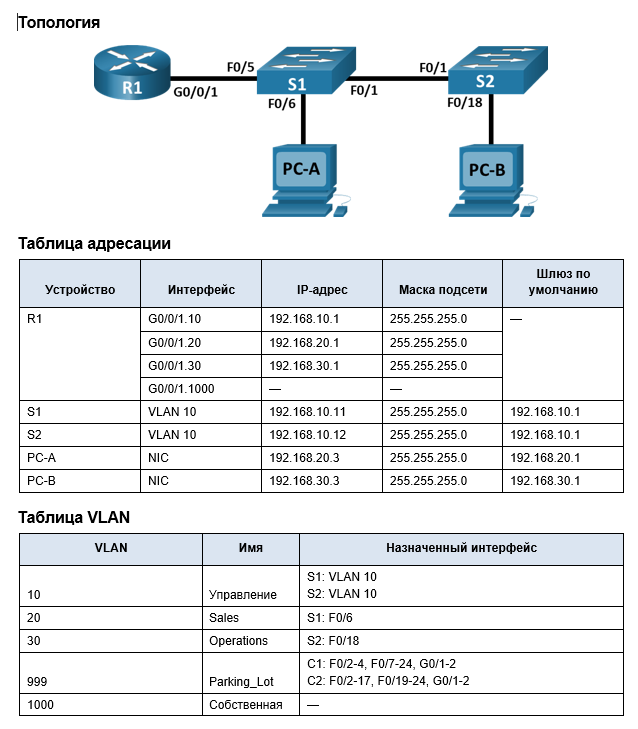 Топология
R1
G0/0/1
F0/5
S1
F0/6
F0/1
F0/1
S2
F0/18
PC-A
PC-B
Таблица адресации
Устройство Интерфейс IP-адрес Маска подсети Шлюз по умолчанию
R1 G0/0/1.10 192.168.10.1 255.255.255.0 —
G0/0/1.20 192.168.20.1 255.255.255.0
G0/0/1.30 192.168.30.1 255.255.255.0
G0/0/1.1000 — —
S1 VLAN 10 192.168.10.11 255.255.255.0 192.168.10.1
S2 VLAN 10 192.168.10.12 255.255.255.0 192.168.10.1
PC-A NIC 192.168.20.3 255.255.255.0 192.168.20.1
PC-B NIC 192.168.30.3 255.255.255.0 192.168.30.1
Таблица VLAN
VLAN Имя Назначенный интерфейс
S1: VLAN 10
10 Управление S2: VLAN 10
20 Sales S1: F0/6
30 Operations S2: F0/18
C1: F0/2-4, F0/7-24, G0/1-2
999 Parking_Lot C2: F0/2-17, F0/19-24, G0/1-2
1000 Собственная —